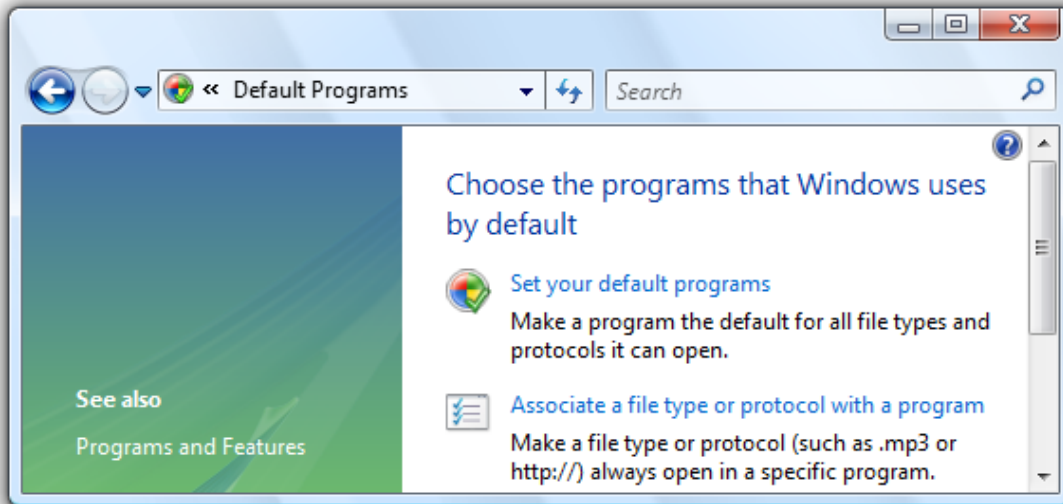 « Default Programs
Search
Choose the programs that Windows uses
by default
Set your default programs
Make a program the default for all file types and
protocols it can open.
Associate a file type or protocol with a program
Make a file type or protocol (such as .mp3 or
http://) always open in a specific program.
See also
Programs and Features